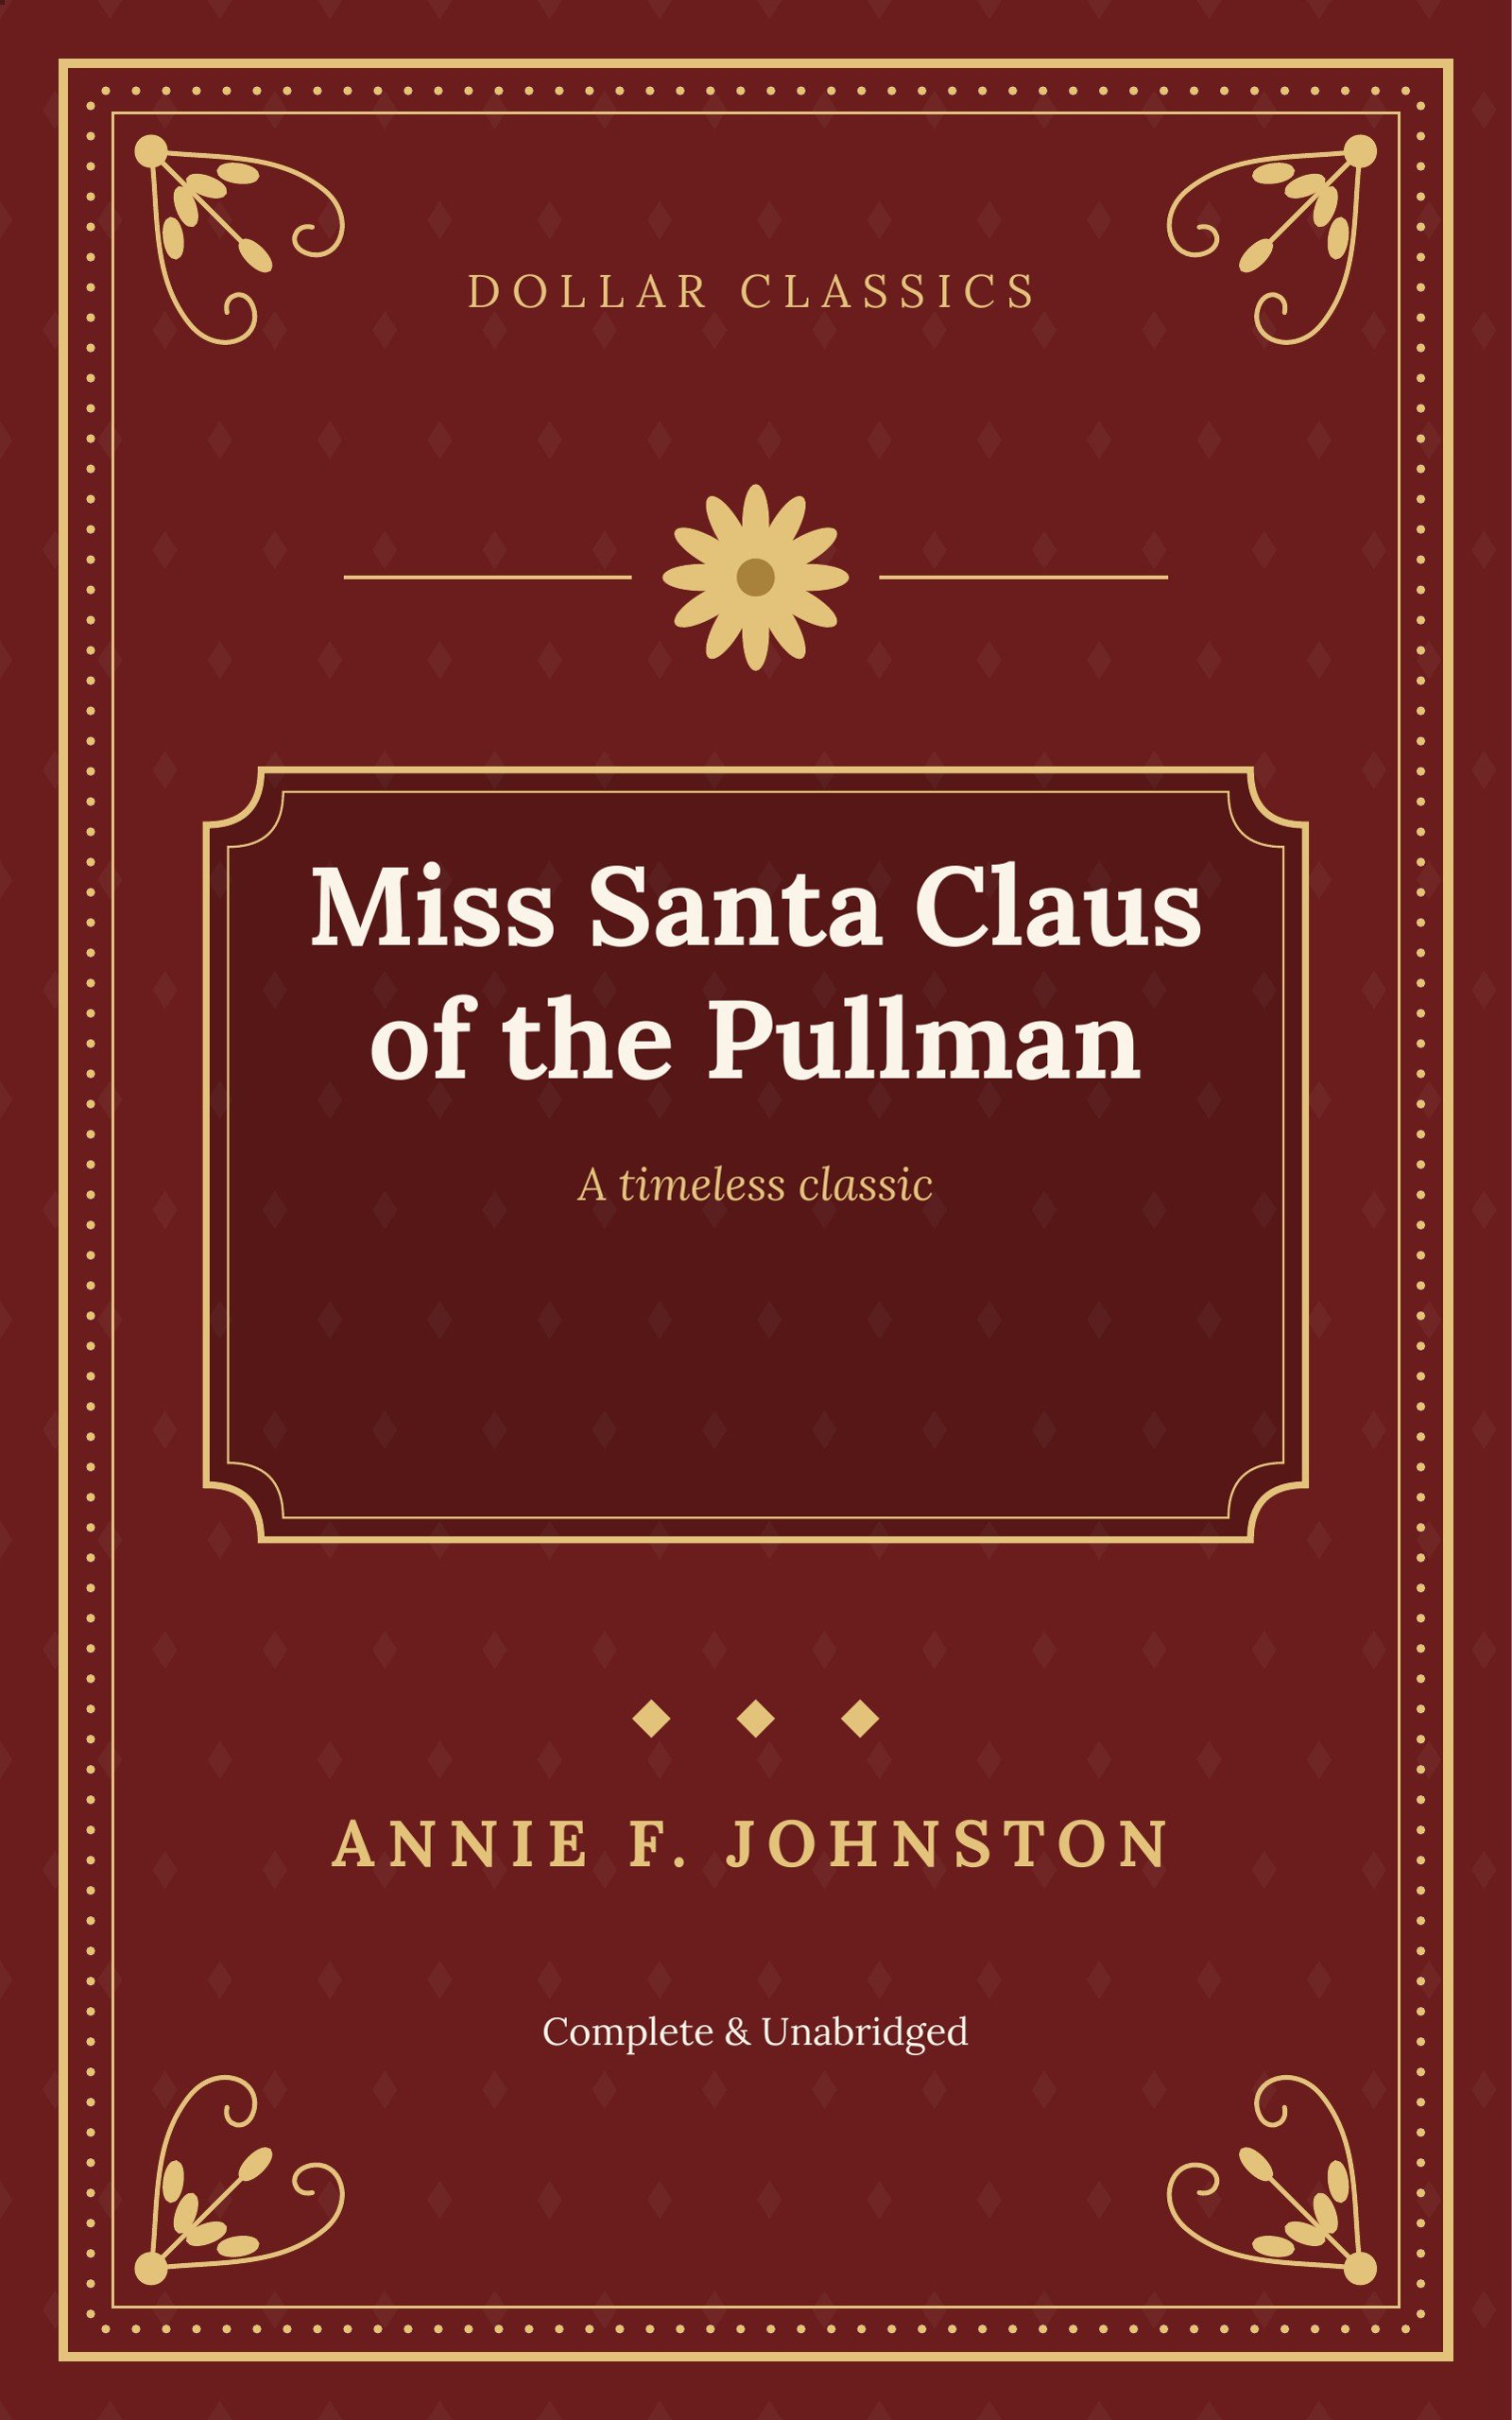 DOLLAR CLASSICS
Miss Santa Claus
of the Pullman
A timeless classic
ANNIE F. JOHNSTON
Complete & Unabridged